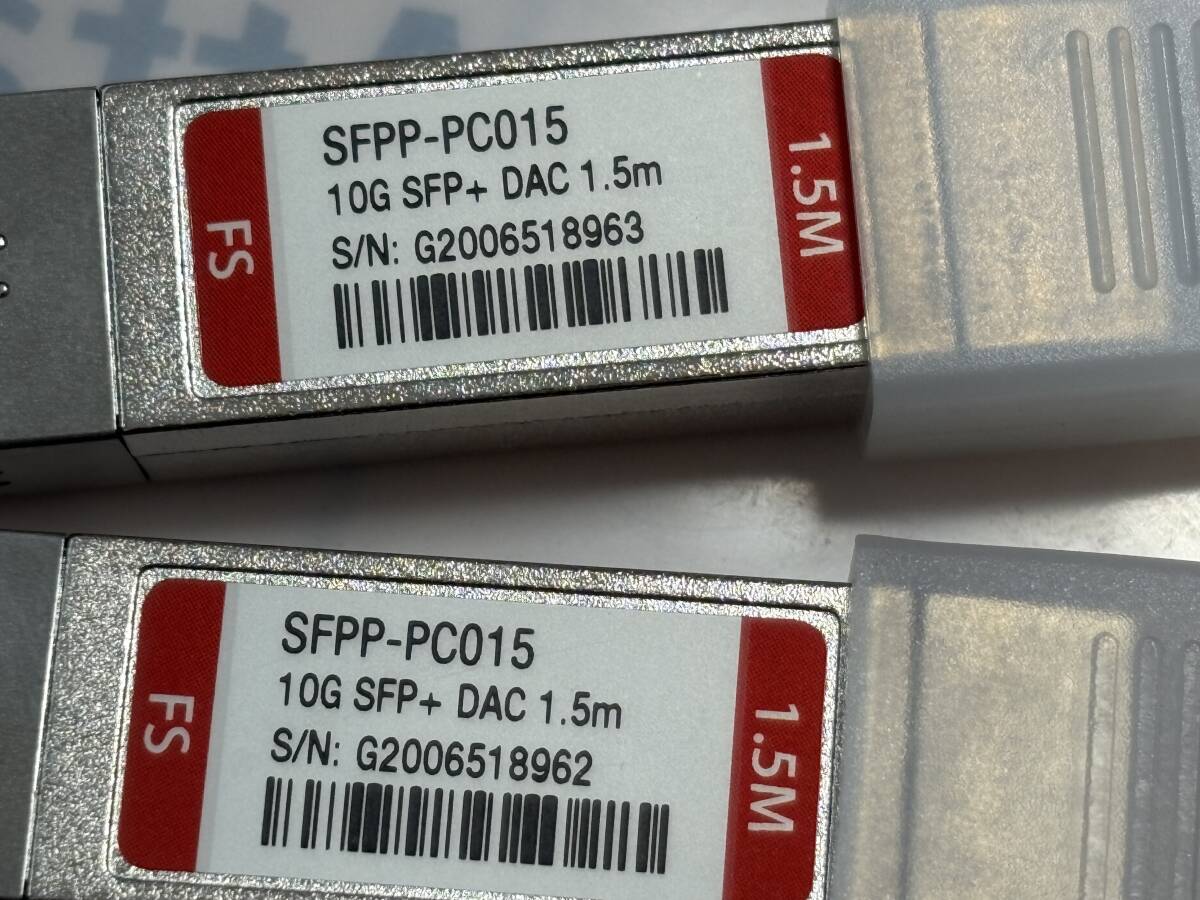 FS
SFPP-PC015
10G SFP+ DAC 1.5m
S/N: G2006518963
1.5M
FS
SFPP-PC015
10G SFP+ DAC 1.5m
S/N: G2006518962
1.5M